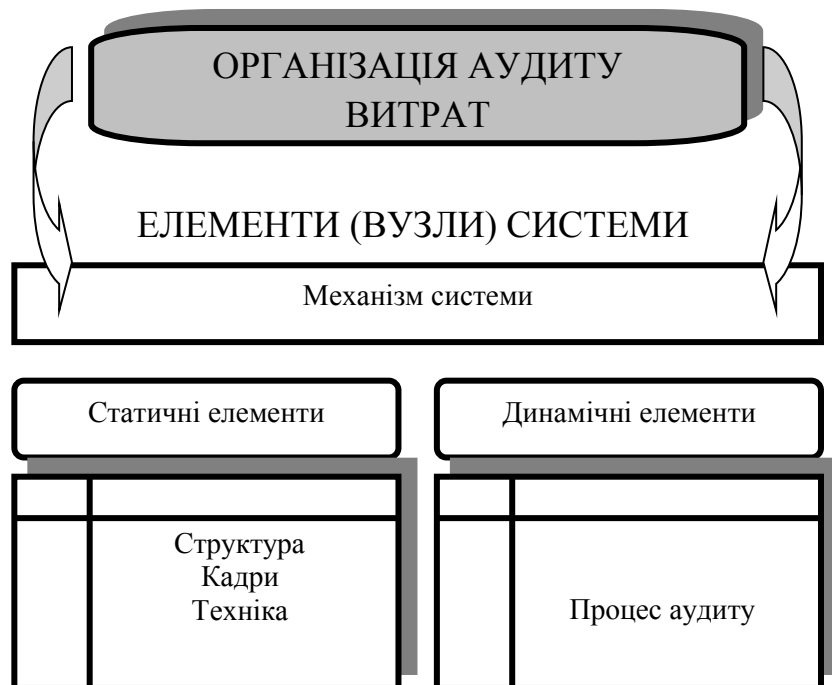 ОРГАНІЗАЦІЯ АУДИТУ
ВИТРАТ
ЕЛЕМЕНТИ (ВУЗЛИ) СИСТЕМИ
Механізм системи
Статичні елементи
Динамічні елементи
Структура
Кадри
Техніка
Процес аудиту